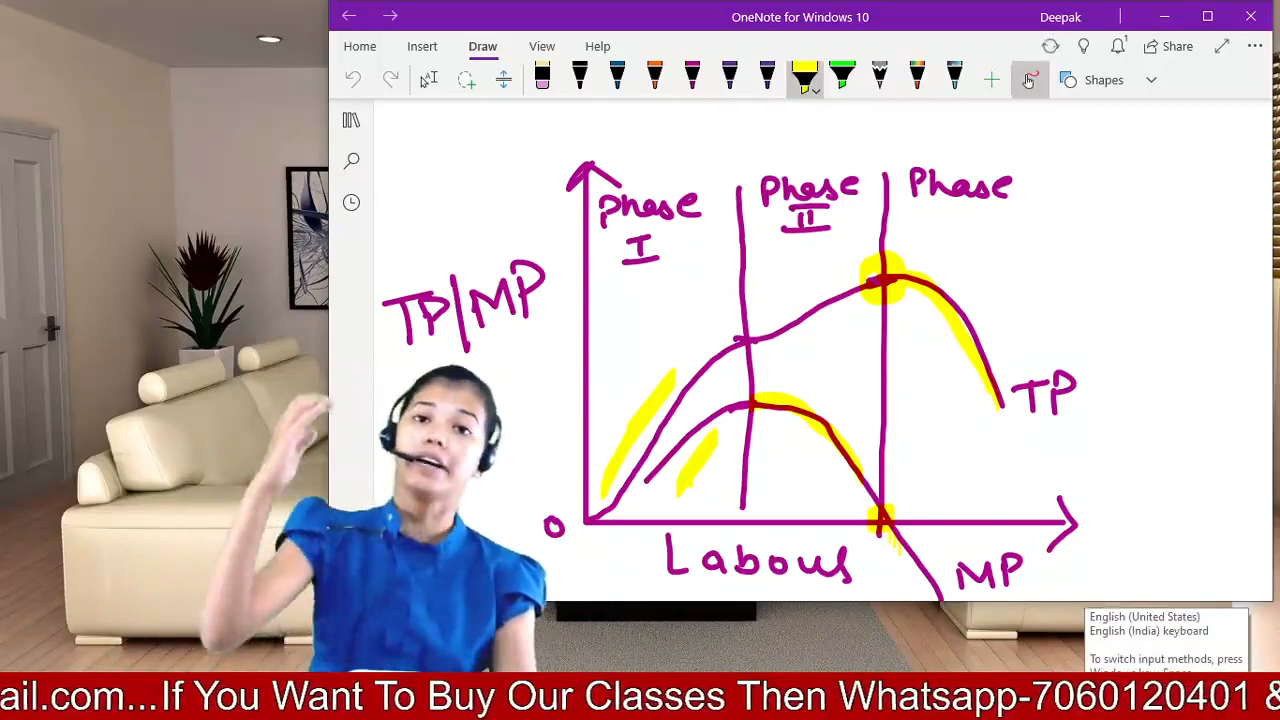 OneNote for Windows 10
Deepak
Home
Insert
Draw
View
Help
Share
Shapes
Phase
I
Phase
II
Phase
TP/MP
TP
O
Labour
MP
English (United States)
English (India) keyboard
To switch input methods, press
ail.com...If You Want To Buy Our Classes Then Whatsapp-7060120401 &